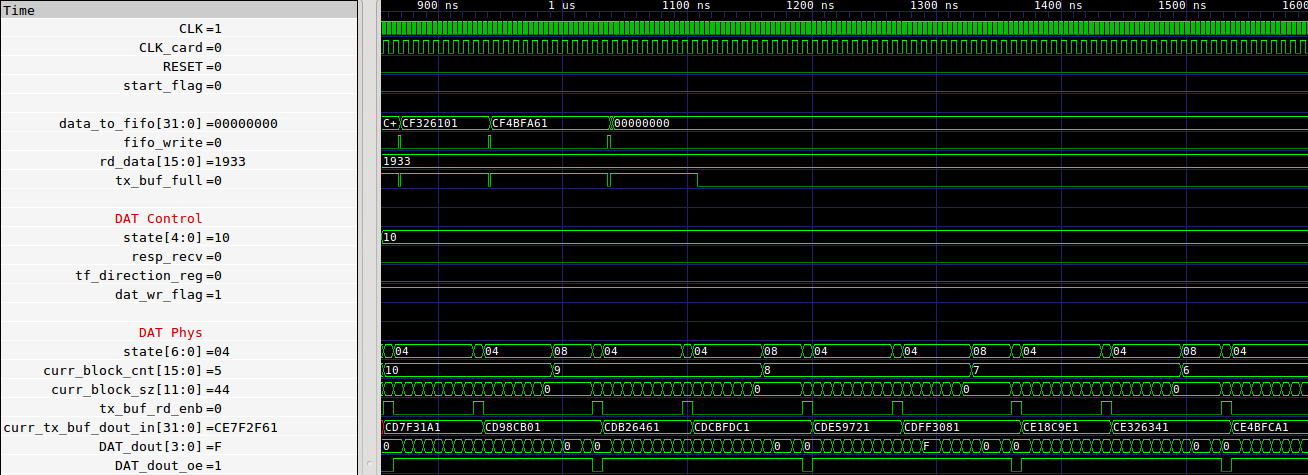 Time 900 ns 1 us 1100 ns 1200 ns 1300 ns 1400 ns 1500 ns 1600
CLK=1
CLK_card=0
RESET=0
start_flag=0
data_to_fifo[31:0]=00000000 C+ CF326101 CF4BFA61 00000000
fifo_write=0
rd_data[15:0]=1933 1933
tx_buf_full=0
DAT Control
state[4:0]=10 10
resp_recv=0
tf_direction_reg=0
dat_wr_flag=1
DAT Phys
state[6:0]=04 04 04 08 04 04 08 04 04 08 04 04 08 04
curr_block_cnt[15:0]=5 10 9 8 7 6
curr_block_sz[11:0]=44 0 0 0 0
tx_buf_rd_enb=0
curr_tx_buf_dout_in[31:0]=CE7F2F61 CD7F31A1 CD98CB01 CDB26461 CDCBFDC1 CDE59721 CDFF3081 CE18C9E1 CE326341 CE4BFCA1
DAT_dout[3:0]=F 0 0 0 0 0 F 0 0 0 0
DAT_dout_oe=1